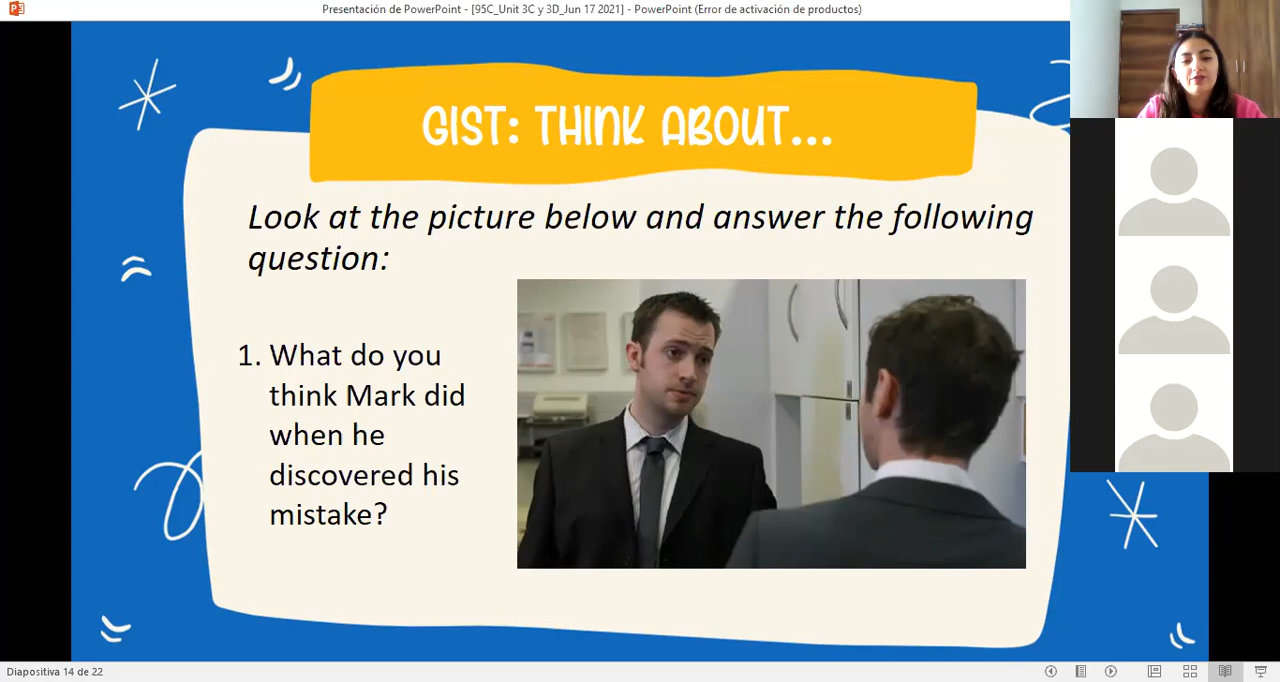 Presentación de PowerPoint - [95C_Unit 3C y 3D_Jun 17 2021] - PowerPoint (Error de activación de productos)
GIST: THINK ABOUT...
Look at the picture below and answer the following
question:
1. What do you
think Mark did
when he
discovered his
mistake?
Diapositiva 14 de 22